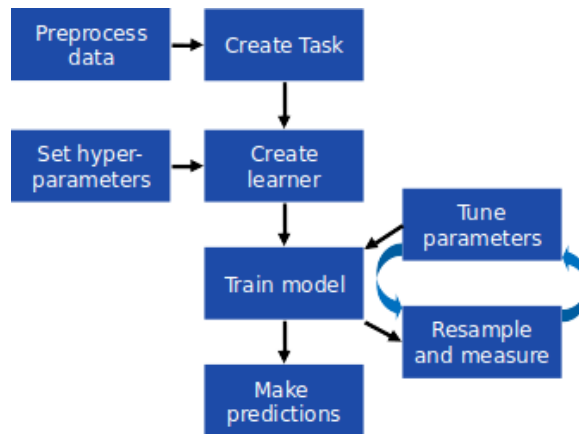 Preprocess
data
Create Task
Set hyper-
parameters
Create
learner
Tune
parameters
Train model
Resample
and measure
Make
predictions